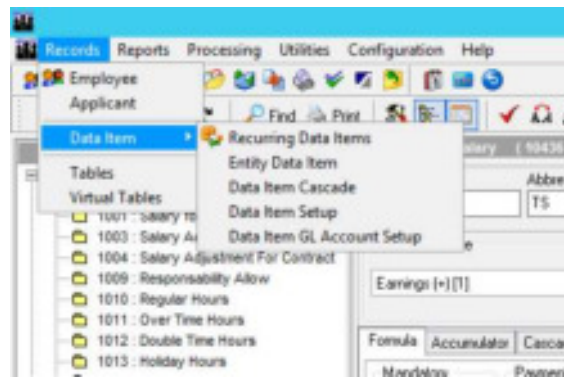 Records Reports Processing Utilities Configuration Help
Employee
Applicant
Find Print
Data Item
Recurring Data Items
Entity Data Item
Data Item Cascade
Data Item Setup
Data Item GL Account Setup
Tables
Virtual Tables
Salary
TS
1001 : Salary
1003 : Salary
1004 : Salary Adjustment For Contract
1009 : Responsability Allow
1010 : Regular Hours
1011 : Over Time Hours
1012 : Double Time Hours
1013 : Holiday Hours
Earnings (+) [1]
Formula Accumulator
Mandatory